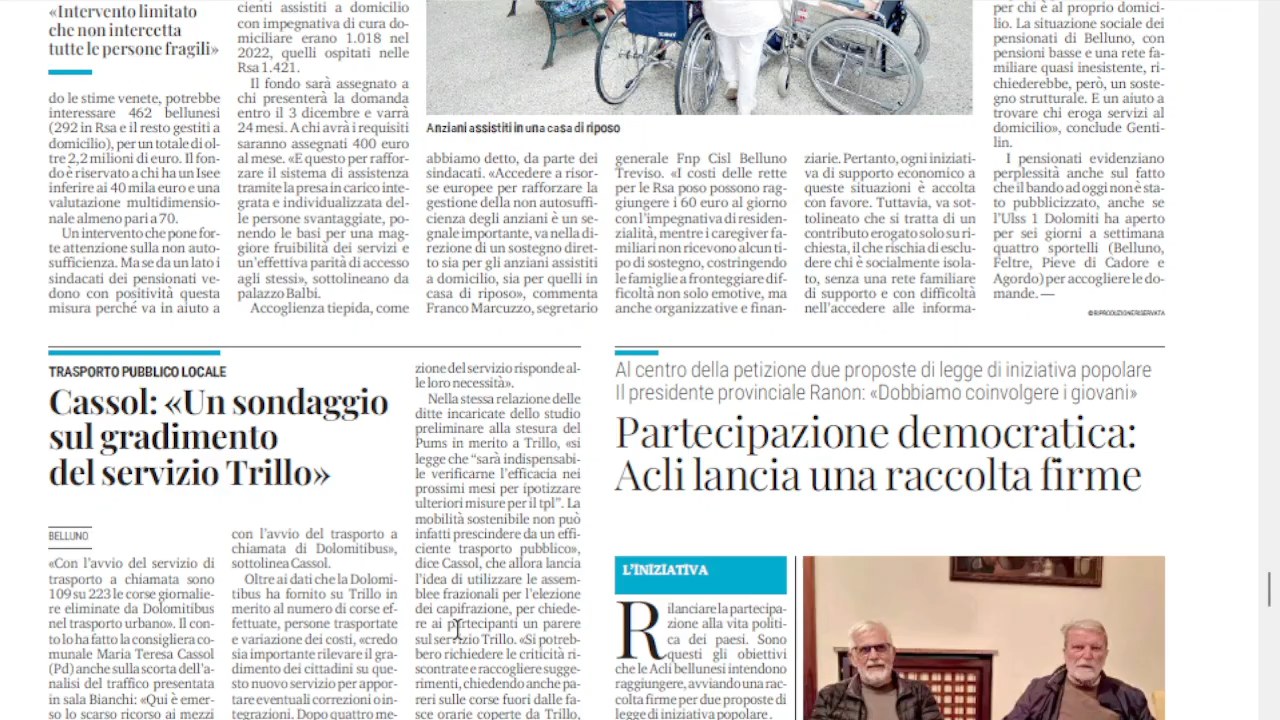 «Intervento limitato
che non intercetta
tutte le persone fragili»
do le stime venete, potrebbe
interessare 462 bellunesi
(292 in Rsa e il resto gestiti a
domicilio), per un totale di ol-
tre 2,2 milioni di euro. Il fon-
do è riservato a chi ha un Isee
inferire ai 40 mila euro e una
valutazione multidimensio-
nale almeno pari a 70.
Un intervento che pone for-
te attenzione sulla non auto-
sufficienza. Ma se da un lato i
sindacati dei pensionati ve-
dono con positività questa
misura perché va in aiuto a
cienti assistiti a domicilio
con impegnativa di cura do-
miciliare erano 1.018 nel
2022, quelli ospitati nelle
Rsa 1.421.
Il fondo sarà assegnato a
chi presenterà la domanda
entro il 3 dicembre e varrà
24 mesi. A chi avrà i requisiti
saranno assegnati 400 euro
al mese. «E questo per raffor-
zare il sistema di assistenza
tramite la presa in carico inte-
grata e individualizzata del-
le persone svantaggiate, po-
nendo le basi per una mag-
giore fruibilità dei servizi e
un'effettiva parità di accesso
agli stessi», sottolineano da
palazzo Balbi.
Accoglienza tiepida, come
Anziani assistiti in una casa di riposo
abbiamo detto, da parte dei
sindacati. «Accedere a risor-
se europee per rafforzare la
gestione della non autosuffi-
cienza degli anziani è un se-
gnale importante, va nella di-
rezione di un sostegno diret-
to sia per gli anziani assistiti
a domicilio, sia per quelli in
casa di riposo», commenta
Franco Marcuzzo, segretario
generale Fnp Cisl Belluno
Treviso. «I costi delle rette
per le Rsa poso possono rag-
giungere i 60 euro al giorno
con l'impegnativa di residen-
zialità, mentre i caregiver fa-
miliari non ricevono alcun ti-
po di sostegno, costringendo
le famiglie a fronteggiare dif-
ficoltà non solo emotive, ma
anche organizzative e finan-
ziarie. Pertanto, ogni iniziati-
va di supporto economico a
queste situazioni è accolta
con favore. Tuttavia, va sot-
tolineato che si tratta di un
contributo erogato solo su ri-
chiesta, il che rischia di esclu-
dere chi è socialmente isola-
to, senza una rete familiare
di supporto e con difficoltà
nell'accedere alle informa-
per chi è al proprio domici-
lio. La situazione sociale dei
pensionati di Belluno, con
pensioni basse e una rete fa-
miliare quasi inesistente, ri-
chiederebbe, però, un soste-
gno strutturale. E un aiuto a
trovare chi eroga servizi al
domicilio», conclude Genti-
lin.
I pensionati evidenziano
perplessità anche sul fatto
che il bando ad oggi non è sta-
to pubblicizzato, anche se
l'Ulss 1 Dolomiti ha aperto
per sei giorni a settimana
quattro sportelli (Belluno,
Feltre, Pieve di Cadore e
Agordo) per accogliere le do-
mande. —
© RIPRODUZIONE RISERVATA
TRASPORTO PUBBLICO LOCALE
Cassol: «Un sondaggio
sul gradimento
del servizio Trillo»
BELLUNO
«Con l'avvio del servizio di
trasporto a chiamata sono
109 su 223 le corse giornalie-
re eliminate da Dolomitibus
nel trasporto urbano». Il con-
to lo ha fatto la consigliera co-
munale Maria Teresa Cassol
(Pd) anche sulla scorta dell'a-
nalisi del traffico presentata
in sala Bianchi: «Qui è emer-
so lo scarso ricorso ai mezzi
con l'avvio del trasporto a
chiamata di Dolomitibus»,
sottolinea Cassol.
Oltre ai dati che la Dolomi-
tibus ha fornito su Trillo in
merito al numero di corse ef-
fettuate, persone trasportate
e variazione dei costi, «credo
sia importante rilevare il gra-
dimento dei cittadini su que-
sto nuovo servizio per appor-
tare eventuali correzioni o in-
tegrazioni. Dopo quattro me-
zione del servizio risponde al-
le loro necessità».
Nella stessa relazione delle
ditte incaricate dello studio
preliminare alla stesura del
Pums in merito a Trillo, «si
legge che “sarà indispensabi-
le verificarne l'efficacia nei
prossimi mesi per ipotizzare
ulteriori misure per il tpl”. La
mobilità sostenibile non può
infatti prescindere da un effi-
ciente trasporto pubblico»,
dice Cassol, che allora lancia
l'idea di utilizzare le assem-
blee frazionali per l'elezione
dei capifrazione, per chiede-
re ai partecipanti un parere
sul servizio Trillo. «Si potreb-
bero richiedere le criticità ri-
scontrate e raccogliere sugge-
rimenti, chiedendo anche pa-
reri sulle corse fuori dalle fa-
sce orarie coperte da Trillo,
Al centro della petizione due proposte di legge di iniziativa popolare
Il presidente provinciale Ranon: «Dobbiamo coinvolgere i giovani»
Partecipazione democratica:
Acli lancia una raccolta firme
L'INIZIATIVA
Rilanciare la partecipa-
zione alla vita politi-
ca dei paesi. Sono
questi gli obiettivi
che le Acli bellunesi intendono
raggiungere, avviando una rac-
colta firme per due proposte di
legge di iniziativa popolare.